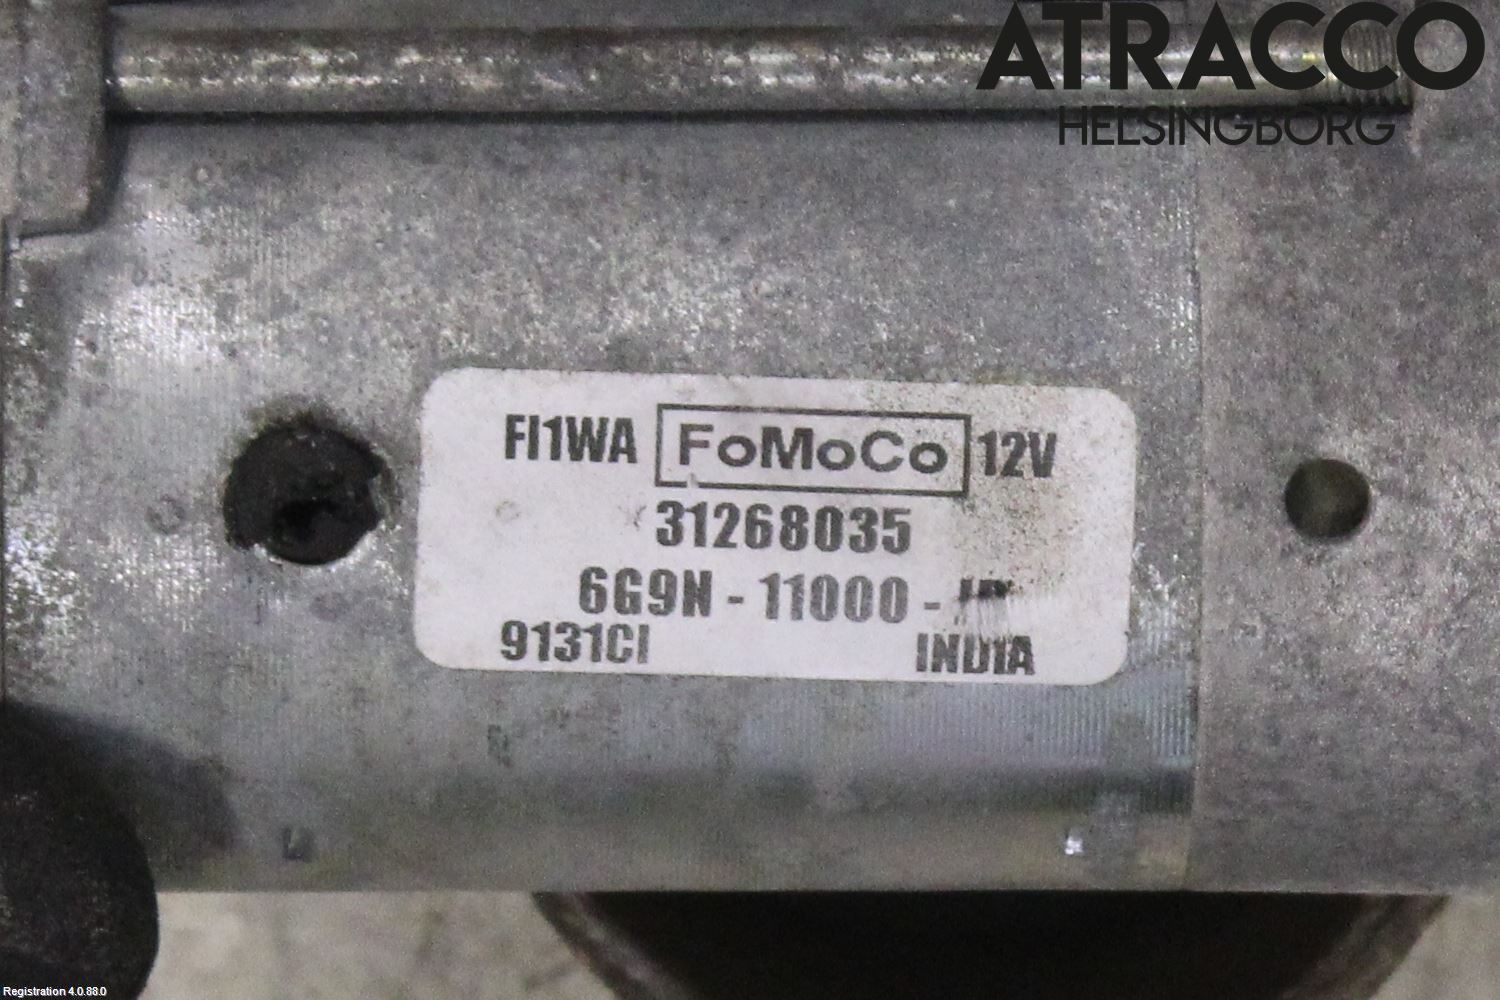 ATRACCO
HELSINGBORG
FI1WA FoMoCo 12V
31268035
6G9N - 11000 -
9131CI INDIA
Registration 4.0.88.0